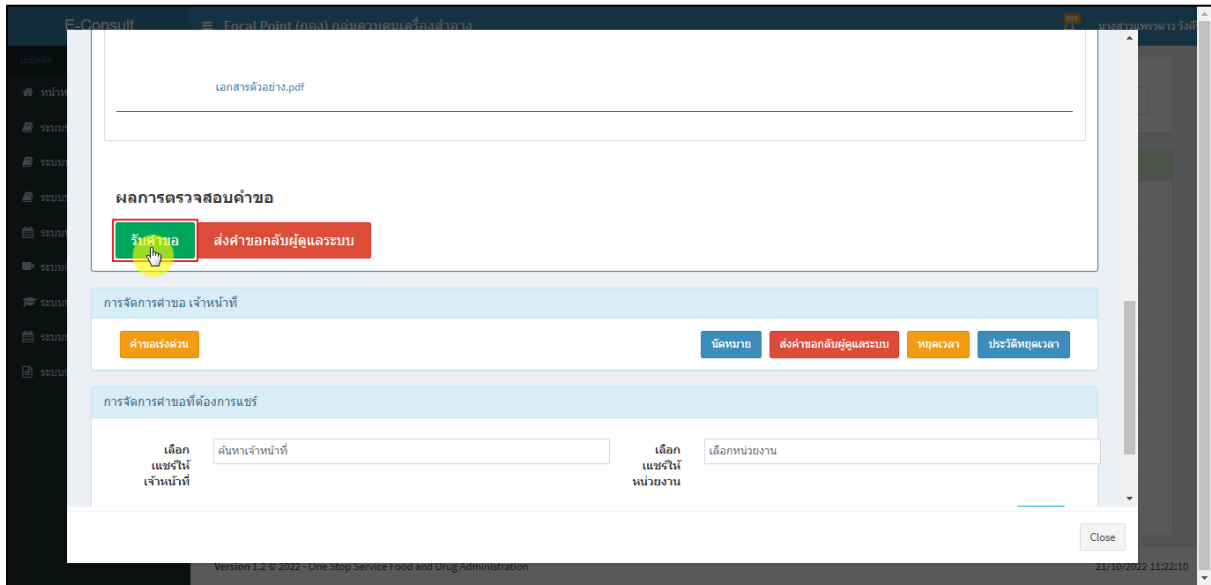 E-Consult
Focal Point (กอง) กลุ่มควบคุมเครื่องสำอาง
เมนูหลัก
เอกสารตัวอย่าง.pdf
ผลการตรวจสอบคำขอ
รับคำขอ ส่งคำขอกลับผู้ดูแลระบบ
การจัดการคำขอ เจ้าหน้าที่
คำขอเร่งด่วน นัดหมาย ส่งคำขอกลับผู้ดูแลระบบ หยุดเวลา ประวัติหยุดเวลา
การจัดการคำขอที่ต้องการแชร์
เลือก
แชร์ให้
เจ้าหน้าที่
ค้นหาเจ้าหน้าที่
เลือก
แชร์ให้
หน่วยงาน
เลือกหน่วยงาน
Close
Version 1.2 © 2022 - One Stop Service Food and Drug Administration
21/10/2022 11:22:10